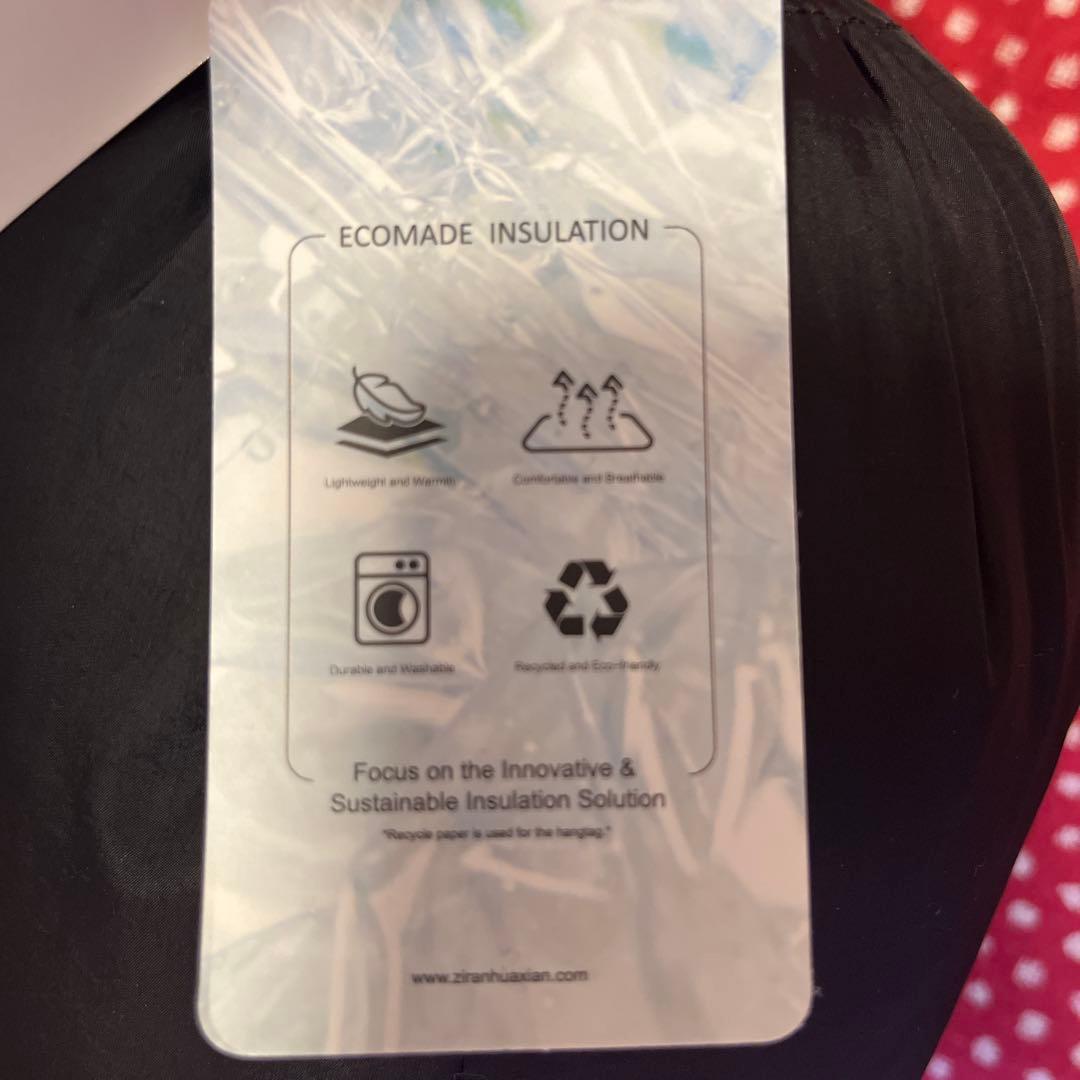 ECOMADE INSULATION
Lightweight and Warmth
Comfortable and Breathable
Durable and Washable
Recycled and Eco-friendly
Focus on the Innovative &
Sustainable Insulation Solution
"Recycle paper is used for the hangtag."
www.ziranhuaxian.com